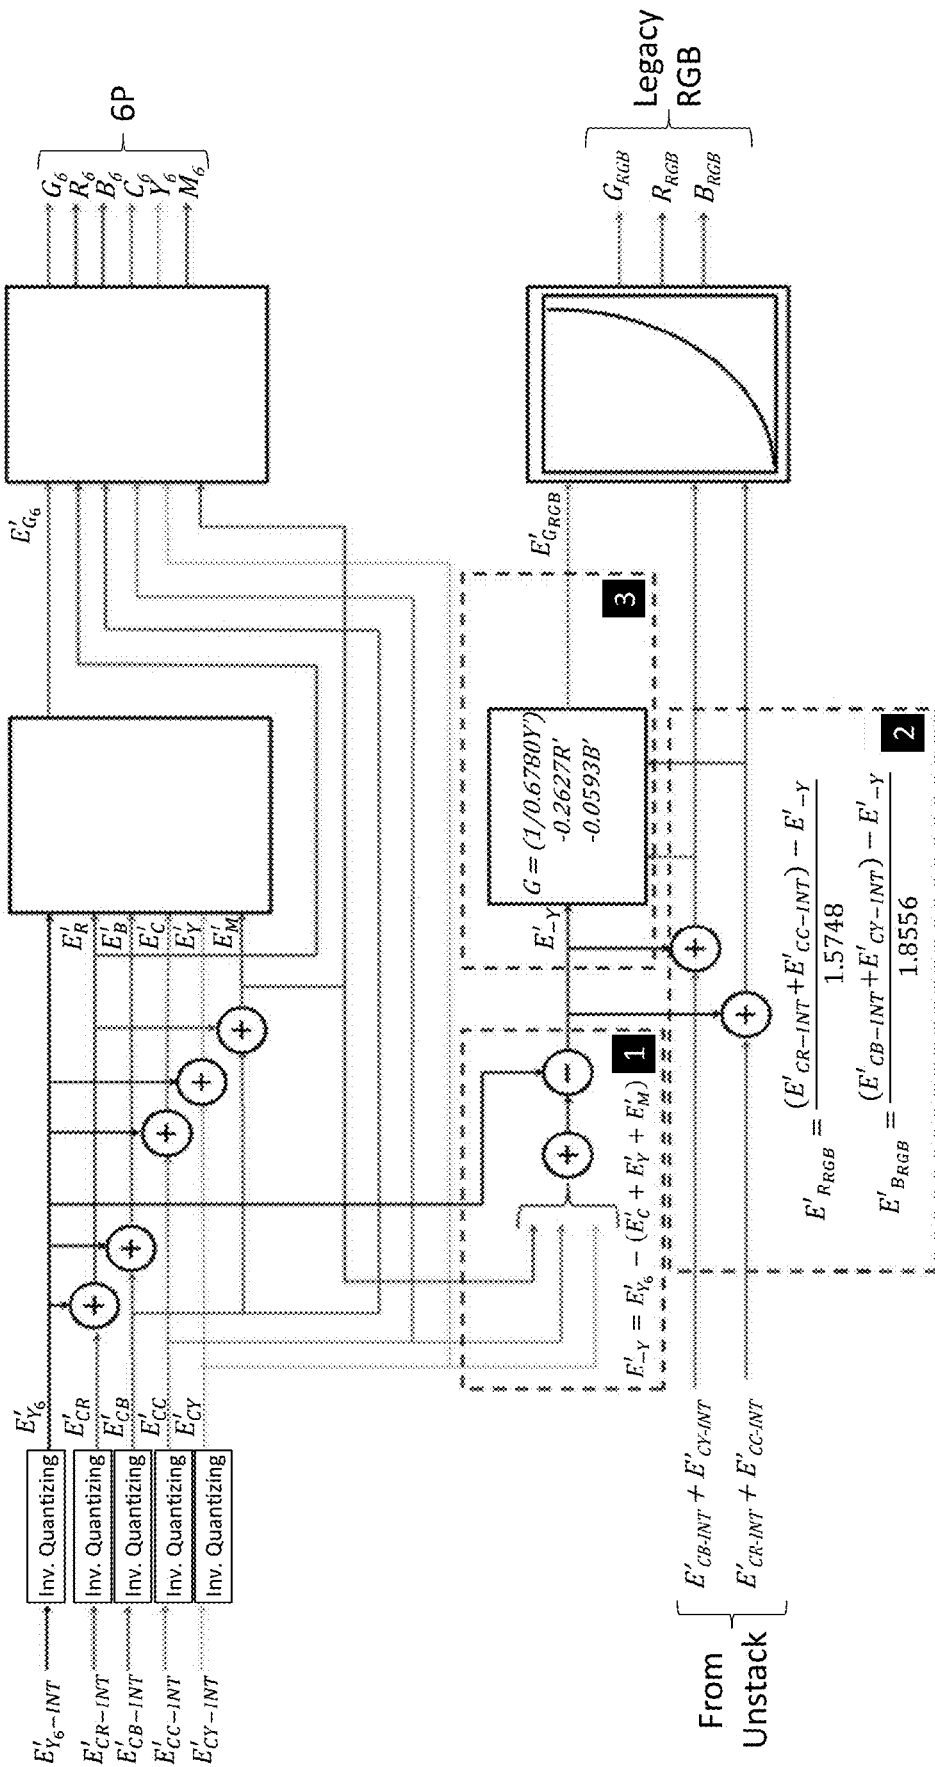 E'Y6-INT
E'CR-INT
E'CB-INT
E'CC-INT
E'CY-INT
Inv. Quantizing
Inv. Quantizing
Inv. Quantizing
Inv. Quantizing
Inv. Quantizing
E'Y6
E'CR
E'CB
E'CC
E'CY
+
+
+
+
+
E'R
E'B
E'C
E'Y
E'M
E'G6
G6
R6
B6
C6
Y6
M6
6P
+
-
E'-Y = E'Y6 - (E'C + E'Y + E'M)
1
E'-Y
G = (1/0.6780Y')
-0.2627R'
-0.0593B'
3
E'GRGB
From
Unstack
E'CB-INT + E'CY-INT
E'CR-INT + E'CC-INT
+
+
E'RRGB = (E'CR-INT+E'CC-INT) - E'-Y
1.5748
E'BRGB = (E'CB-INT+E'CY-INT) - E'-Y
1.8556
2
GRGB
RRGB
BRGB
Legacy
RGB